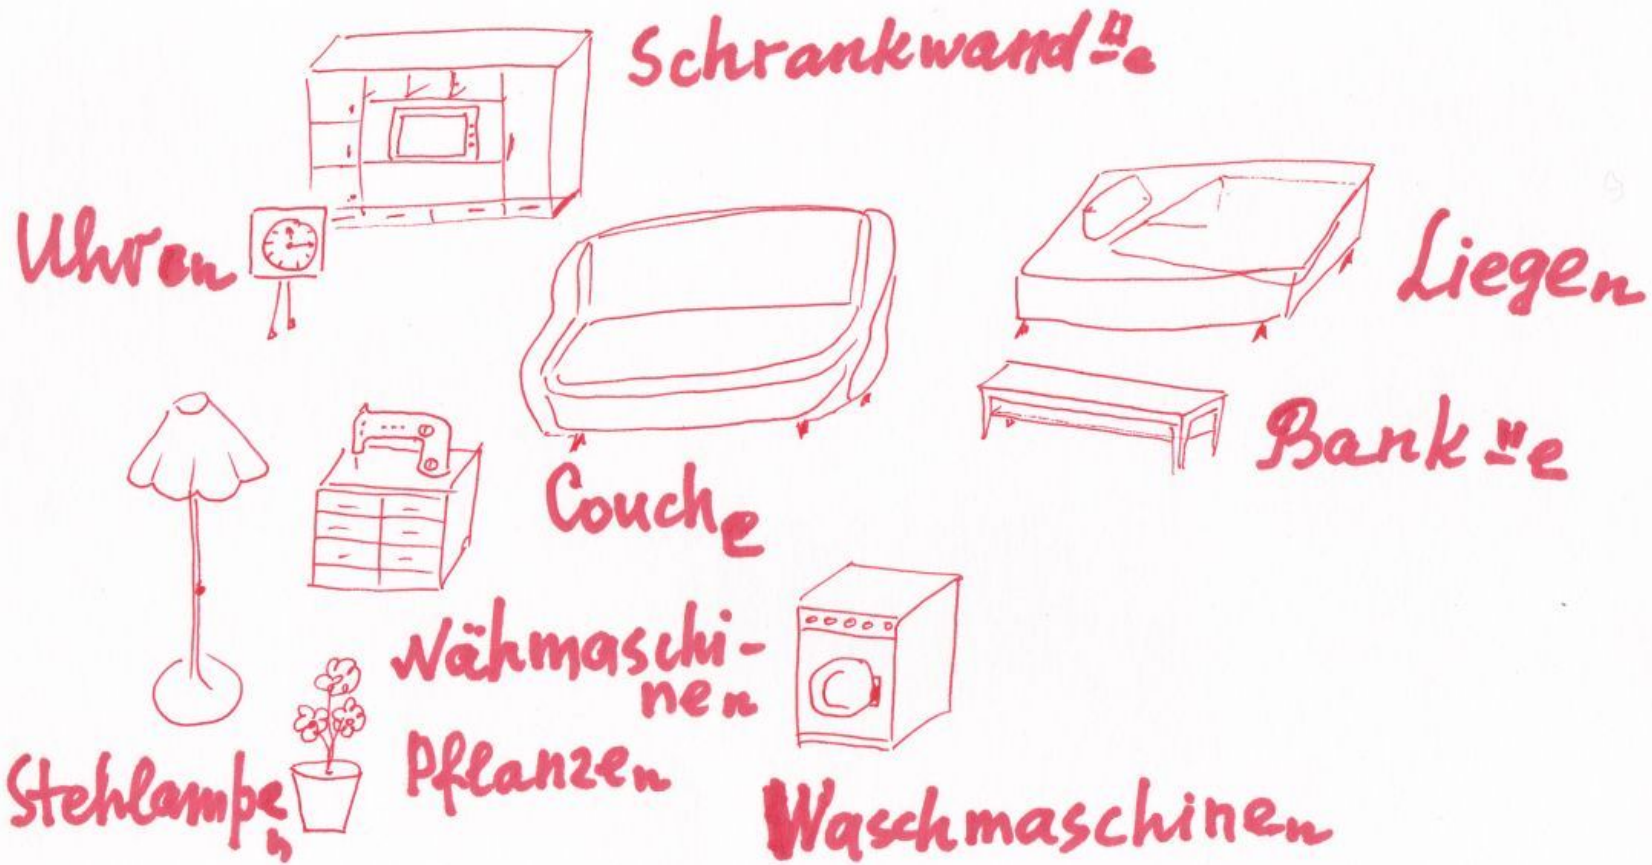 Schrankwand ⸚e
Uhren
Liegen
Bank ⸚e
Couche
Nähmaschi-
nen
Pflanzen
Stehlampen
Waschmaschinen